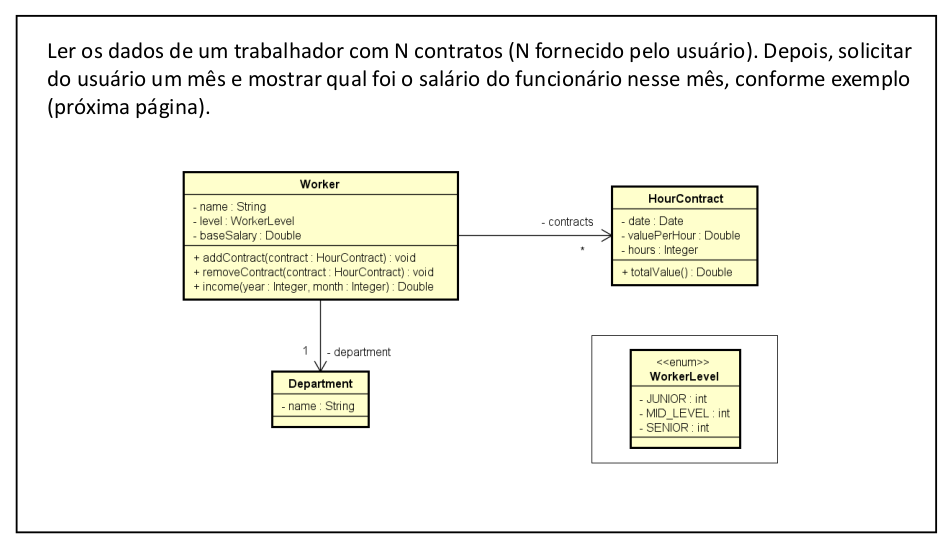 Ler os dados de um trabalhador com N contratos (N fornecido pelo usuário). Depois, solicitar
do usuário um mês e mostrar qual foi o salário do funcionário nesse mês, conforme exemplo
(próxima página).
Worker
- name : String
- level : WorkerLevel
- baseSalary : Double
+ addContract(contract : HourContract) : void
+ removeContract(contract : HourContract) : void
+ income(year : Integer, month : Integer) : Double
- contracts
*
HourContract
- date : Date
- valuePerHour : Double
- hours : Integer
+ totalValue() : Double
1
- department
Department
- name : String
<<enum>>
WorkerLevel
- JUNIOR : int
- MID_LEVEL : int
- SENIOR : int